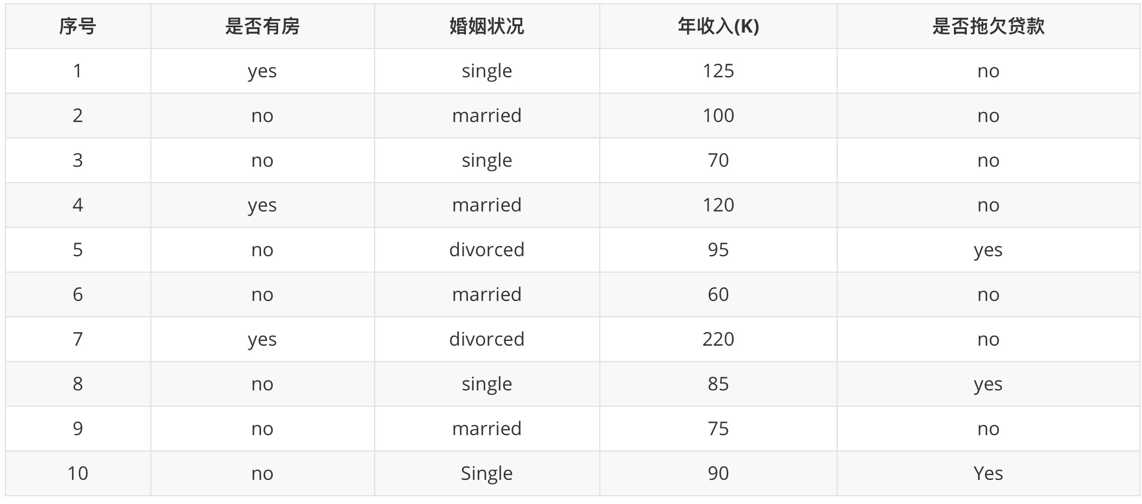 序号 是否有房 婚姻状况 年收入(K) 是否拖欠贷款
1 yes single 125 no
2 no married 100 no
3 no single 70 no
4 yes married 120 no
5 no divorced 95 yes
6 no married 60 no
7 yes divorced 220 no
8 no single 85 yes
9 no married 75 no
10 no Single 90 Yes